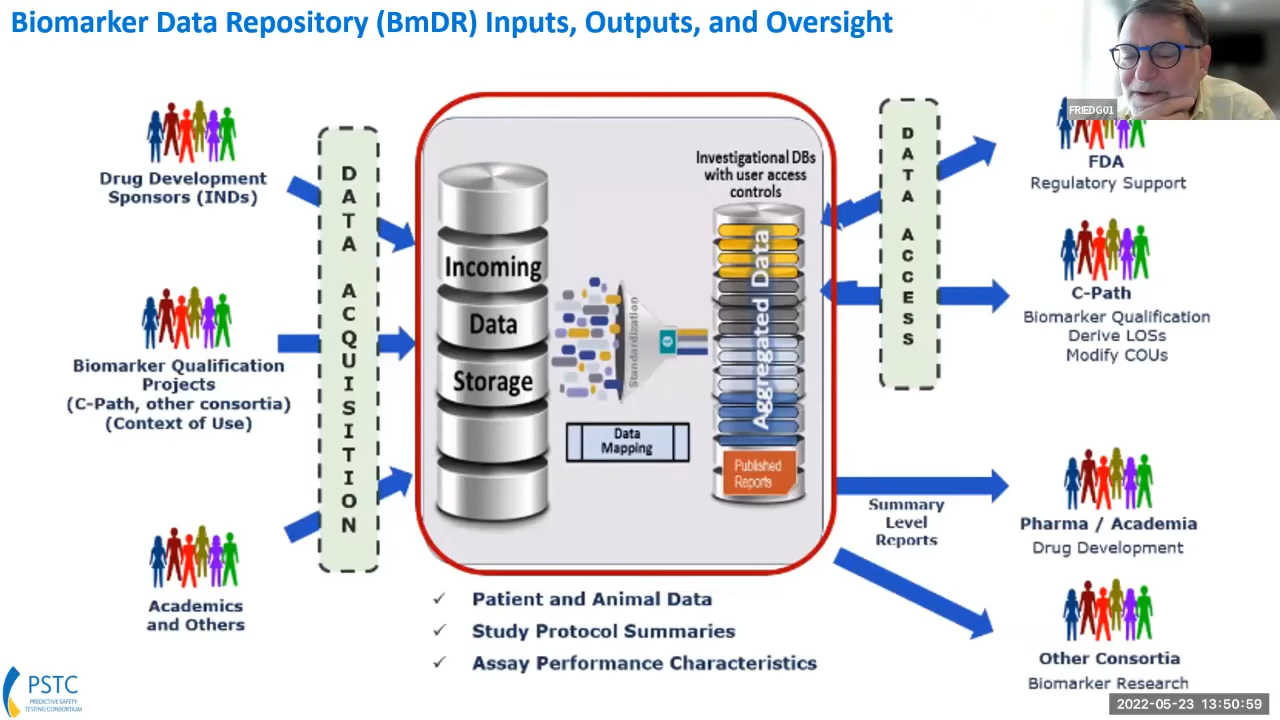 Biomarker Data Repository (BmDR) Inputs, Outputs, and Oversight
FRIEDG01
Drug Development
Sponsors (INDs)
Biomarker Qualification
Projects
(C-Path, other consortia)
(Context of Use)
Academics
and Others
DATA ACQUISITION
Incoming
Data
Storage
Standardization
Data
Mapping
Investigational DBs
with user access
controls
Aggregated Data
Published
Reports
DATA ACCESS
FDA
Regulatory Support
C-Path
Biomarker Qualification
Derive LOSs
Modify COUs
Summary
Level
Reports
Pharma / Academia
Drug Development
Other Consortia
Biomarker Research
✓ Patient and Animal Data
✓ Study Protocol Summaries
✓ Assay Performance Characteristics
PSTC
PREDICTIVE SAFETY
TESTING CONSORTIUM
2022-05-23 13:50:59